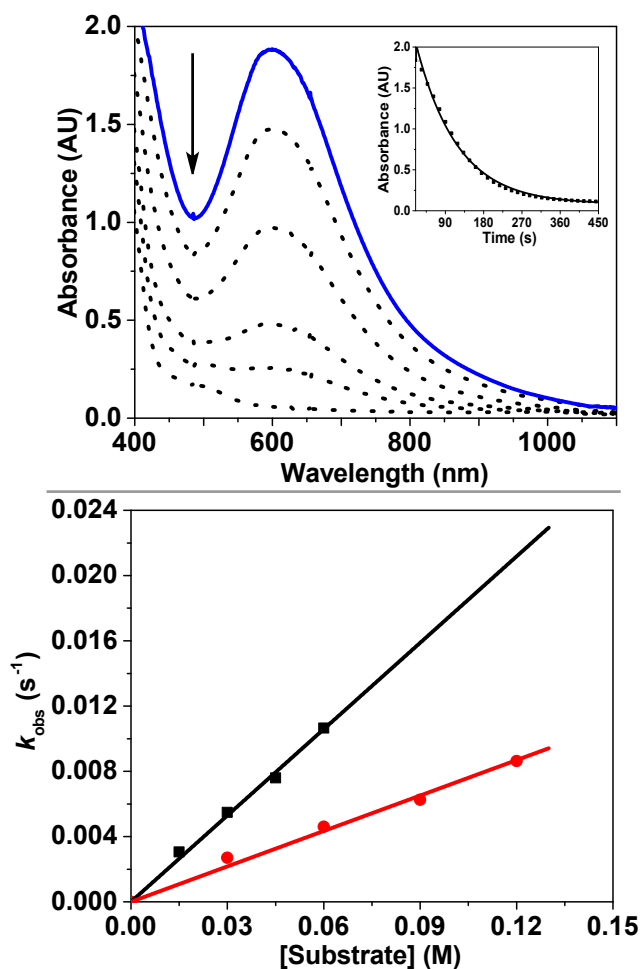 2.0
1.5
1.0
0.5
0.0
Absorbance (AU)
400 600 800 1000
Wavelength (nm)
2.0
1.5
1.0
0.5
0.0
Absorbance (AU)
90 180 270 360 450
Time (s)
0.024
0.020
0.016
0.012
0.008
0.004
0.000
kobs (s-1)
0.00 0.03 0.06 0.09 0.12 0.15
[Substrate] (M)